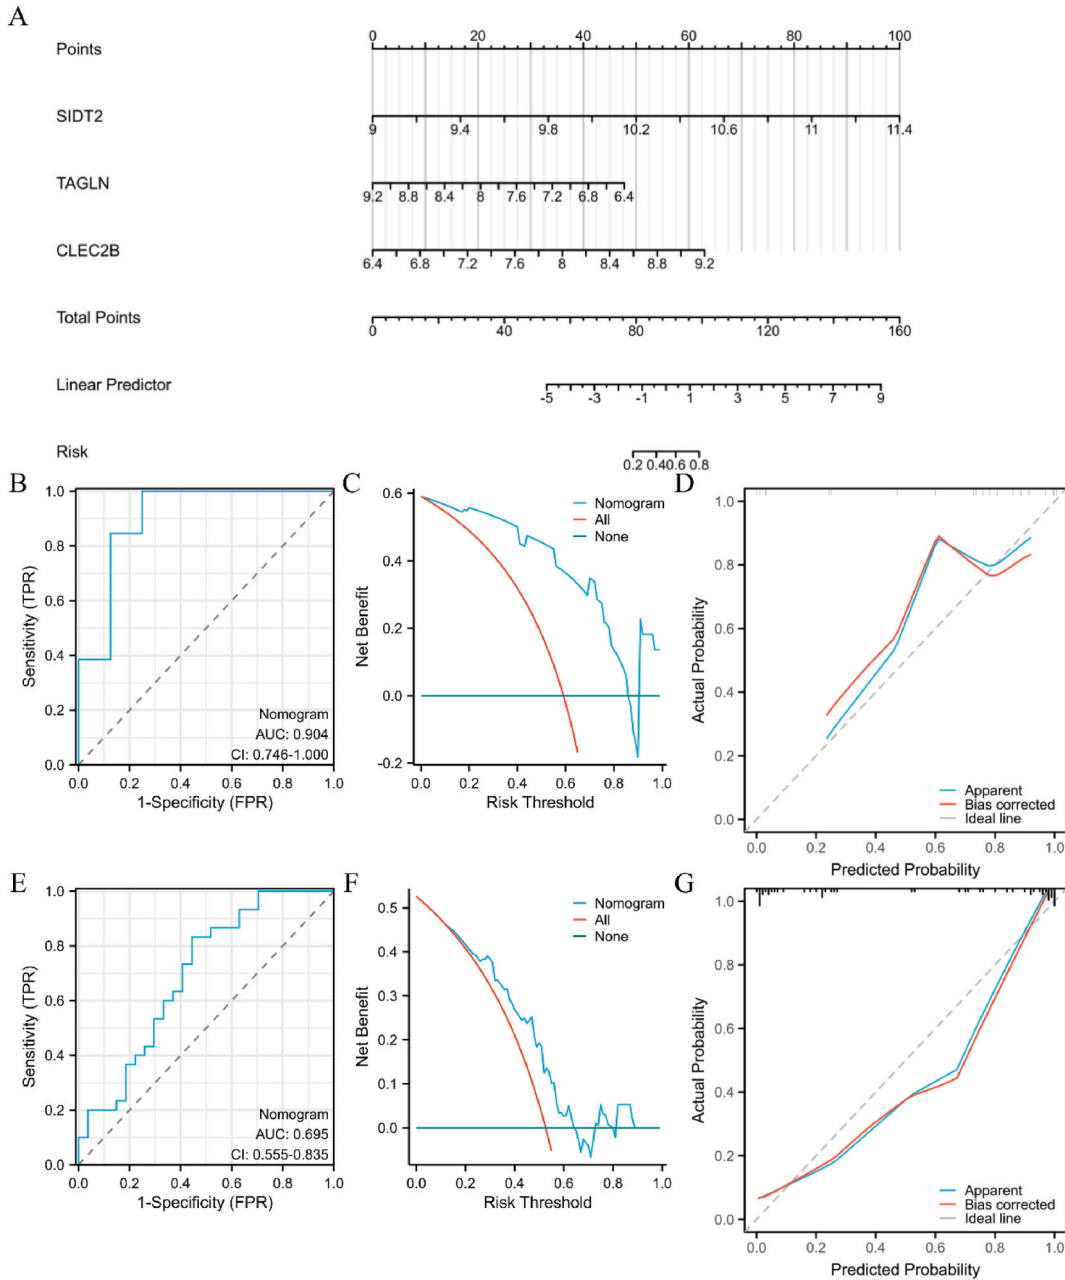 A
Points
0 20 40 60 80 100
SIDT2
9 9.4 9.8 10.2 10.6 11 11.4
TAGLN
9.2 8.8 8.4 8 7.6 7.2 6.8 6.4
CLEC2B
6.4 6.8 7.2 7.6 8 8.4 8.8 9.2
Total Points
0 40 80 120 160
Linear Predictor
-5 -3 -1 1 3 5 7 9
Risk
0.2 0.4 0.6 0.8
B
Sensitivity (TPR)
1.0
0.8
0.6
0.4
0.2
0.0
Nomogram
AUC: 0.904
CI: 0.746-1.000
0.0 0.2 0.4 0.6 0.8 1.0
1-Specificity (FPR)
C
Net Benefit
0.6
0.4
0.2
0.0
-0.2
Nomogram
All
None
0.0 0.2 0.4 0.6 0.8 1.0
Risk Threshold
D
Actual Probability
1.0
0.8
0.6
0.4
0.2
0.0
Apparent
Bias corrected
Ideal line
0.0 0.2 0.4 0.6 0.8 1.0
Predicted Probability
E
Sensitivity (TPR)
1.0
0.8
0.6
0.4
0.2
0.0
Nomogram
AUC: 0.695
CI: 0.555-0.835
0.0 0.2 0.4 0.6 0.8 1.0
1-Specificity (FPR)
F
Net Benefit
0.5
0.4
0.3
0.2
0.1
0.0
Nomogram
All
None
0.0 0.2 0.4 0.6 0.8 1.0
Risk Threshold
G
Actual Probability
1.0
0.8
0.6
0.4
0.2
0.0
Apparent
Bias corrected
Ideal line
0.0 0.2 0.4 0.6 0.8 1.0
Predicted Probability